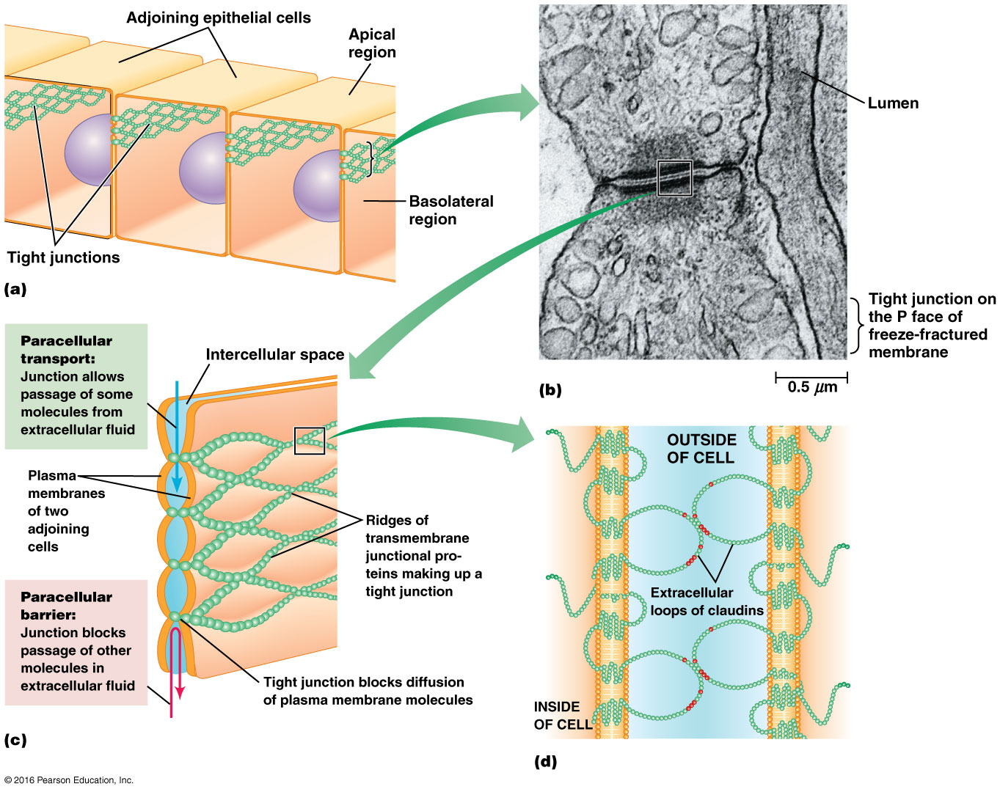 Adjoining epithelial cells
Apical
region
Basolateral
region
Tight junctions
(a)
Lumen
Tight junction on
the P face of
freeze-fractured
membrane
0.5 μm
(b)
Paracellular
transport:
Junction allows
passage of some
molecules from
extracellular fluid
Intercellular space
Plasma
membranes
of two
adjoining
cells
Ridges of
transmembrane
junctional pro-
teins making up a
tight junction
Paracellular
barrier:
Junction blocks
passage of other
molecules in
extracellular fluid
Tight junction blocks diffusion
of plasma membrane molecules
(c)
OUTSIDE
OF CELL
Extracellular
loops of claudins
INSIDE
OF CELL
(d)
© 2016 Pearson Education, Inc.